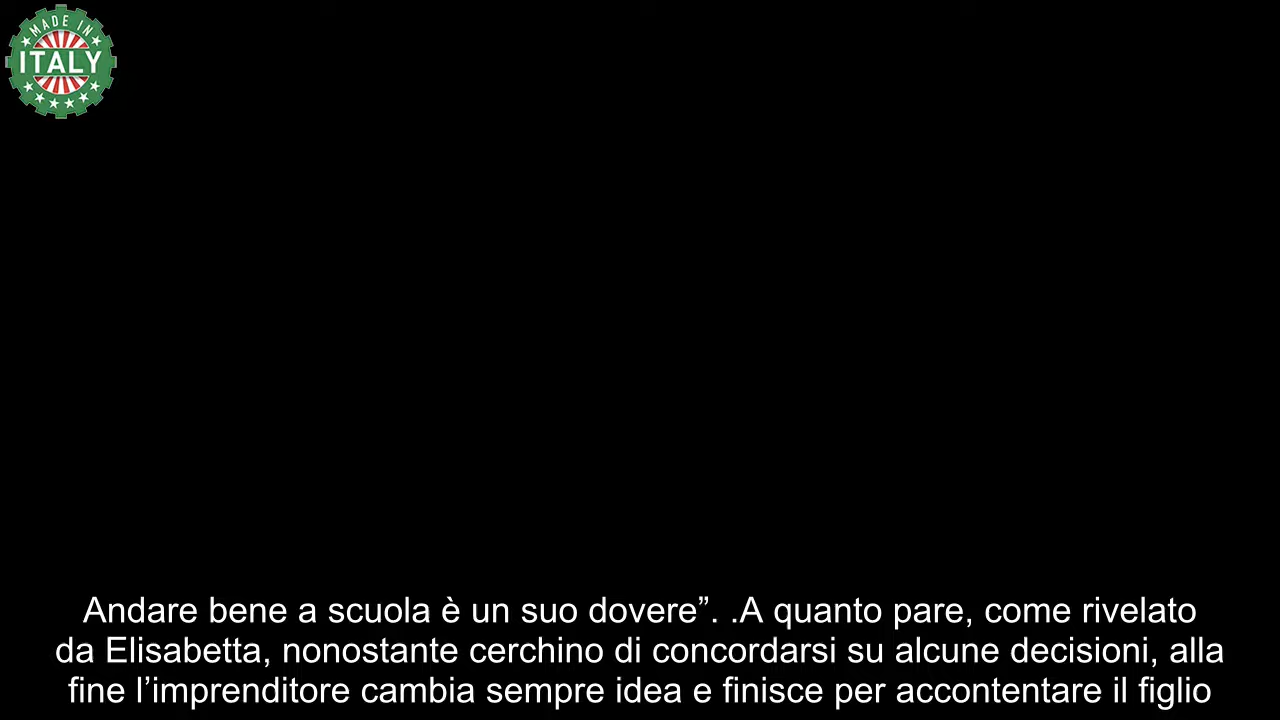 MADE IN
ITALY
Andare bene a scuola è un suo dovere”. .A quanto pare, come rivelato
da Elisabetta, nonostante cerchino di concordarsi su alcune decisioni, alla
fine l’imprenditore cambia sempre idea e finisce per accontentare il figlio